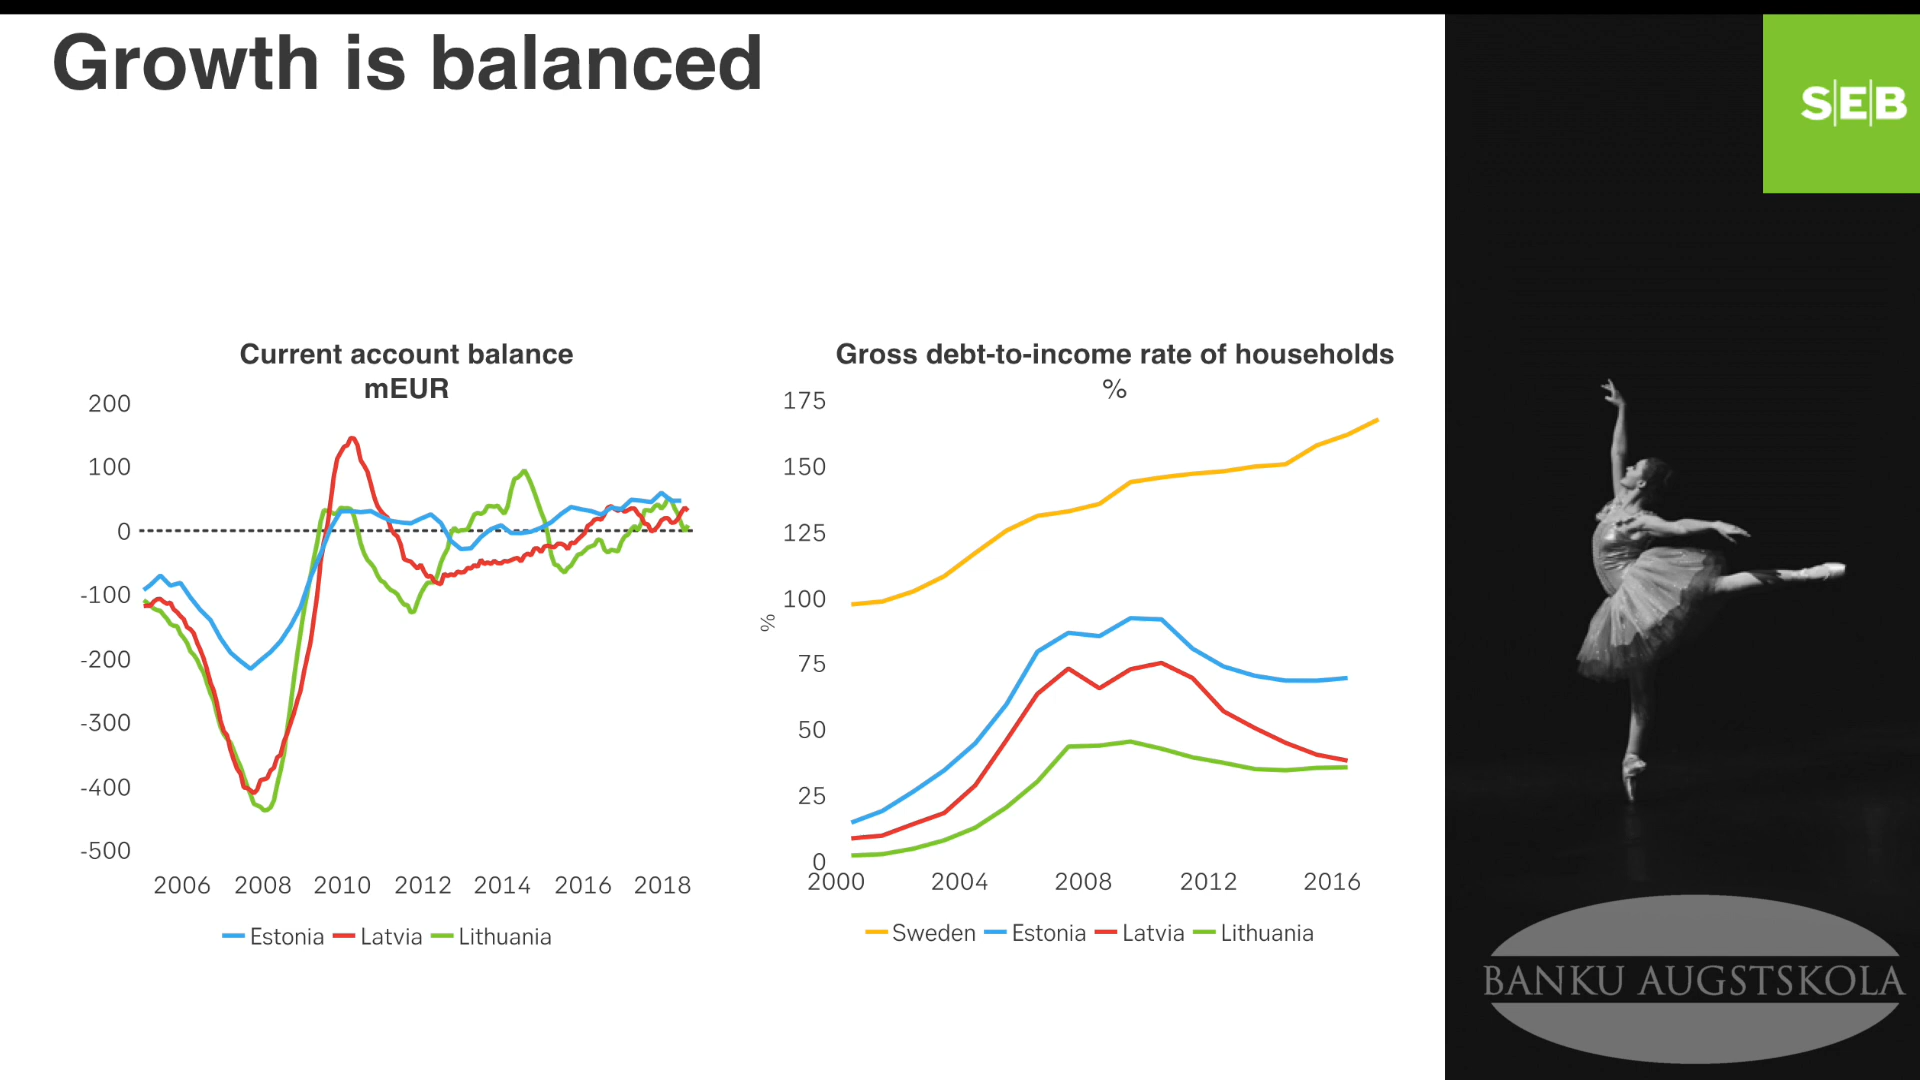 Growth is balanced
S|E|B
Current account balance
mEUR
200
100
0
-100
-200
-300
-400
-500
2006 2008 2010 2012 2014 2016 2018
Estonia Latvia Lithuania
Gross debt-to-income rate of households
%
175
150
125
100
%
75
50
25
0
2000 2004 2008 2012 2016
Sweden Estonia Latvia Lithuania
BANKU AUGSTSKOLA